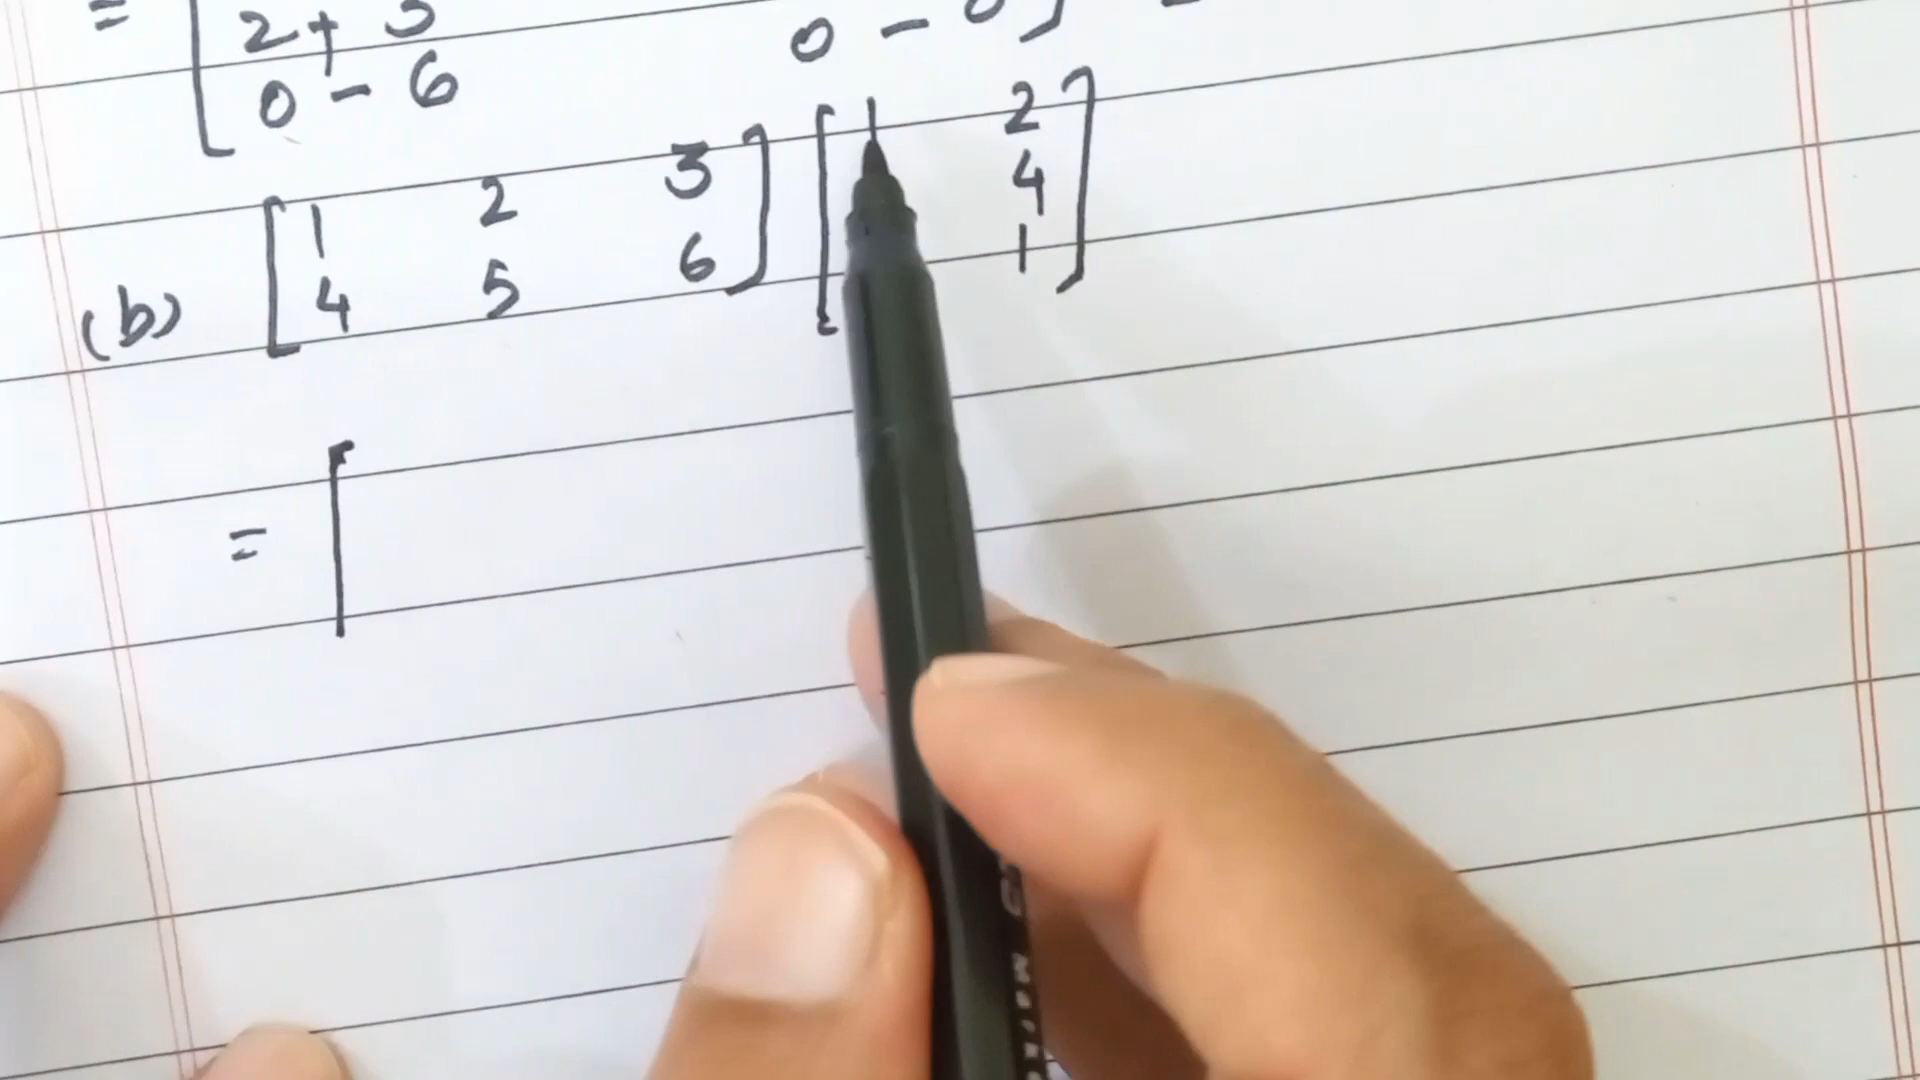 = [ 2 + 3
0 - 6 0 - 0 ]
(b) [ 1 2 3 ] [ 1 2 ]
4 5 6 4
1
= [